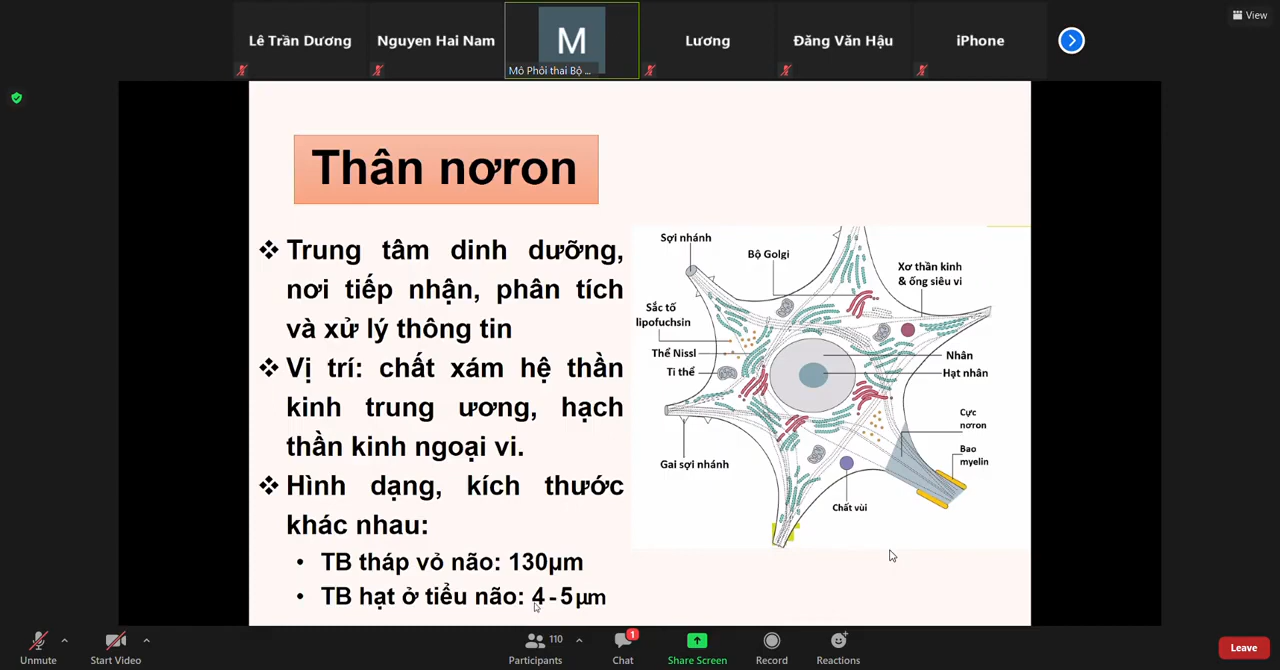 View
Lê Trần Dương
Nguyen Hai Nam
M
Mô Phôi thai Bộ ...
Lương
Đăng Văn Hậu
iPhone
Thân nơron
❖ Trung tâm dinh dưỡng,
nơi tiếp nhận, phân tích
và xử lý thông tin
❖ Vị trí: chất xám hệ thần
kinh trung ương, hạch
thần kinh ngoại vi.
❖ Hình dạng, kích thước
khác nhau:
• TB tháp vỏ não: 130µm
• TB hạt ở tiểu não: 4 - 5µm
Sợi nhánh
Bộ Golgi
Xơ thần kinh
& ống siêu vi
Sắc tố
lipofuchsin
Thể Nissl
Ti thể
Nhân
Hạt nhân
Cực
nơron
Bao
myelin
Gai sợi nhánh
Chất vùi
Unmute
Start Video
Participants
110
Chat
1
Share Screen
Record
Reactions
Leave